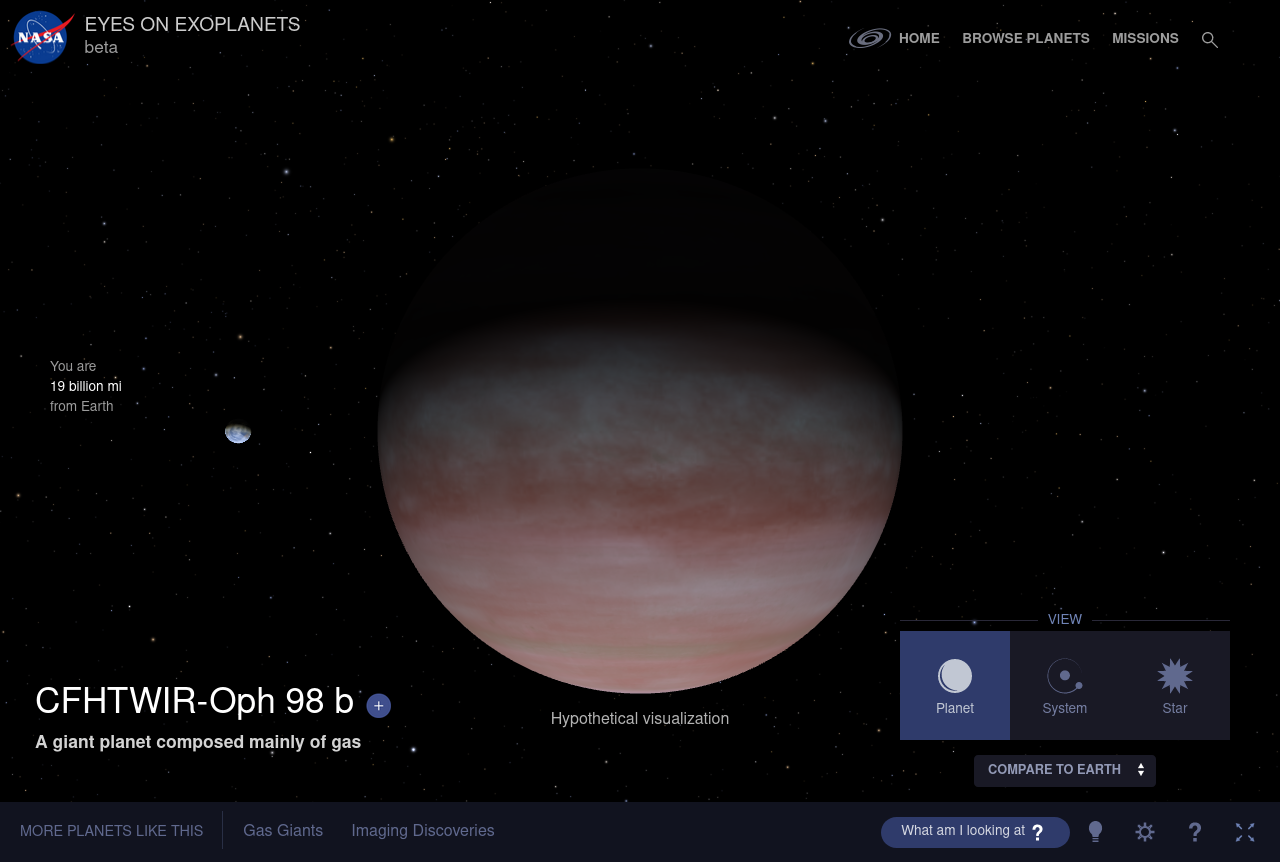 NASA
EYES ON EXOPLANETS
beta
HOME
BROWSE PLANETS
MISSIONS
You are
19 billion mi
from Earth
VIEW
Planet
System
Star
CFHTWIR-Oph 98 b +
A giant planet composed mainly of gas
Hypothetical visualization
COMPARE TO EARTH
MORE PLANETS LIKE THIS
Gas Giants
Imaging Discoveries
What am I looking at ?
?